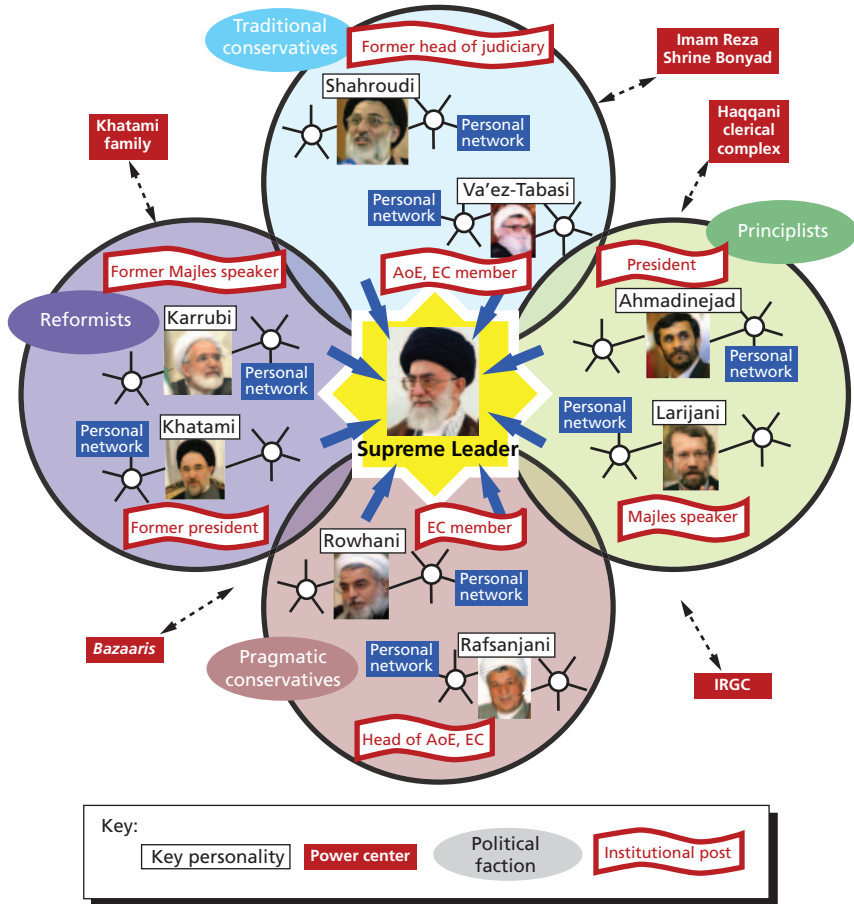 Traditional
conservatives
Former head of judiciary
Imam Reza
Shrine Bonyad
Shahroudi
Personal
network
Khatami
family
Haqqani
clerical
complex
Va'ez-Tabasi
Personal
network
AoE, EC member
Principlists
Former Majles speaker
President
Reformists
Karrubi
Personal
network
Ahmadinejad
Personal
network
Khatami
Personal
network
Former president
Larijani
Personal
network
Majles speaker
Supreme Leader
Rowhani
EC member
Personal
network
Bazaaris
Pragmatic
conservatives
Personal
network
Rafsanjani
Head of AoE, EC
IRGC
Key:
Key personality
Power center
Political
faction
Institutional post